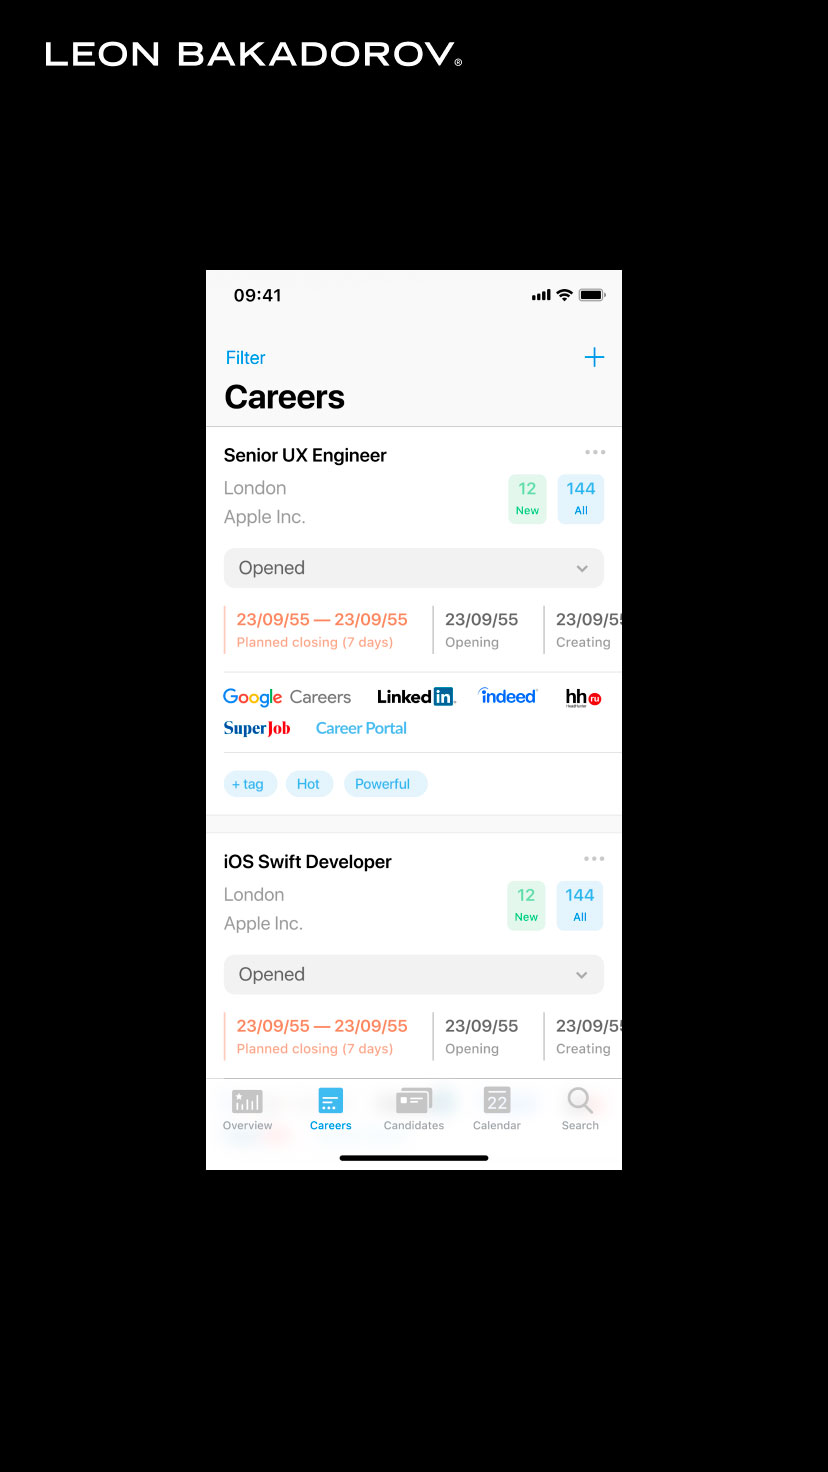 LEON BAKADOROV®
09:41
Filter
Careers
Senior UX Engineer
London
Apple Inc.
12
New
144
All
Opened
23/09/55 — 23/09/55
Planned closing (7 days)
23/09/55
Opening
23/09/55
Creating
Google Careers
LinkedIn
indeed
hh ru
SuperJob
Career Portal
+ tag
Hot
Powerful
iOS Swift Developer
London
Apple Inc.
12
New
144
All
Opened
23/09/55 — 23/09/55
Planned closing (7 days)
23/09/55
Opening
23/09/55
Creating
Overview
Careers
Candidates
22
Calendar
Search